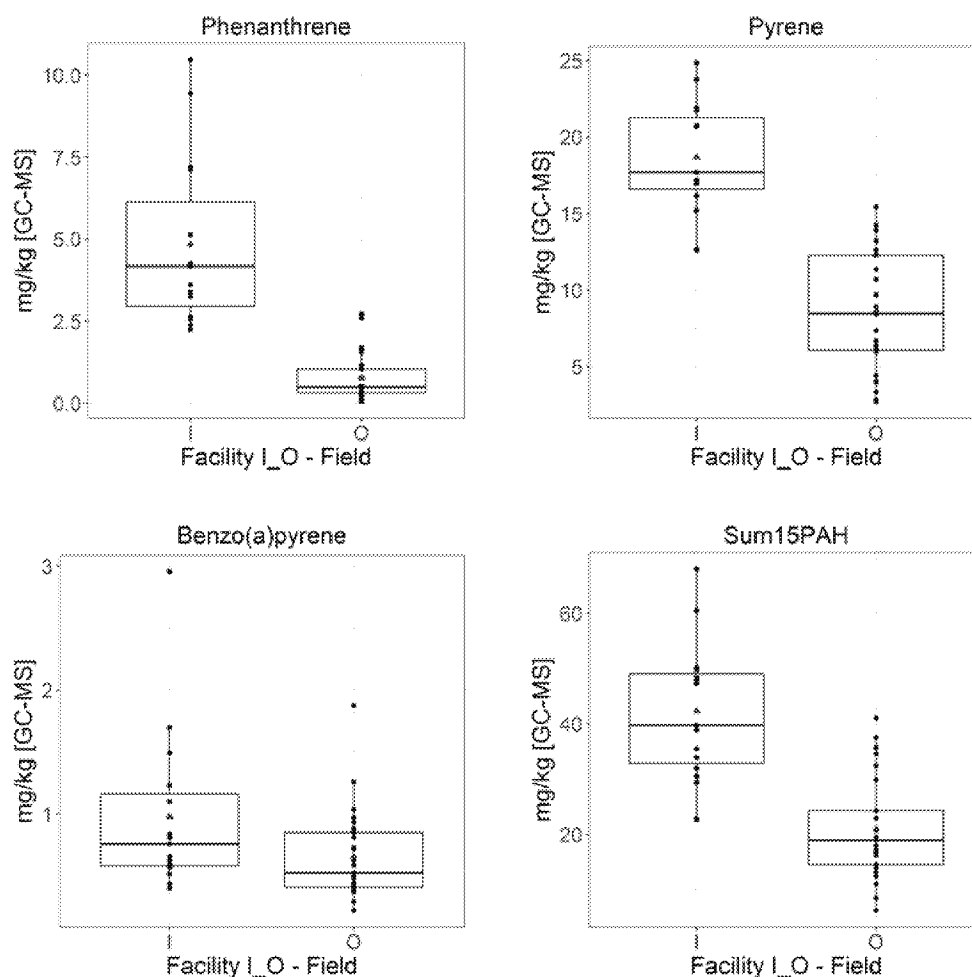 Phenanthrene
mg/kg [GC-MS]
10.0
7.5
5.0
2.5
0.0
I O
Facility I_O - Field
Pyrene
mg/kg [GC-MS]
25
20
15
10
5
I O
Facility I_O - Field
Benzo(a)pyrene
mg/kg [GC-MS]
3
2
1
I O
Facility I_O - Field
Sum15PAH
mg/kg [GC-MS]
60
40
20
I O
Facility I_O - Field